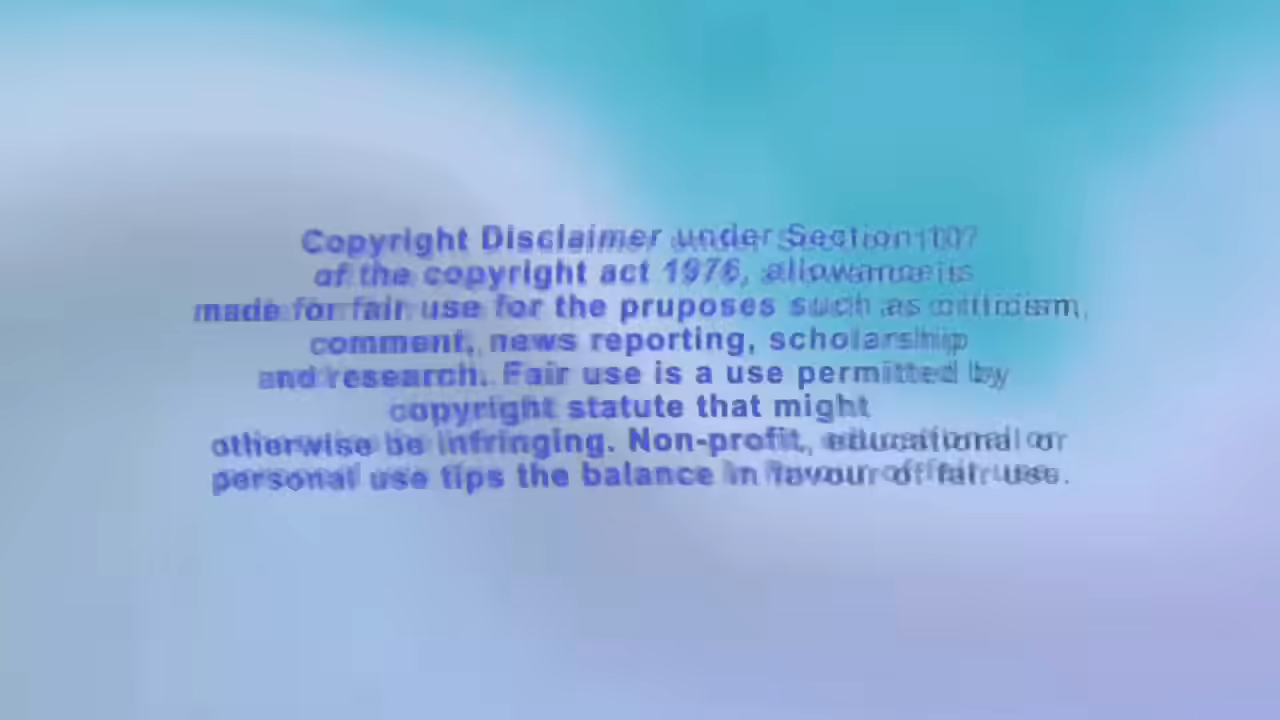 Copyright Disclaimer under Section 107
of the copyright act 1976, allowance is
made for fair use for the pruposes such as criticism,
comment, news reporting, scholarship
and research. Fair use is a use permitted by
copyright statute that might
otherwise be infringing. Non-profit, educational or
personal use tips the balance in favour of fair use.